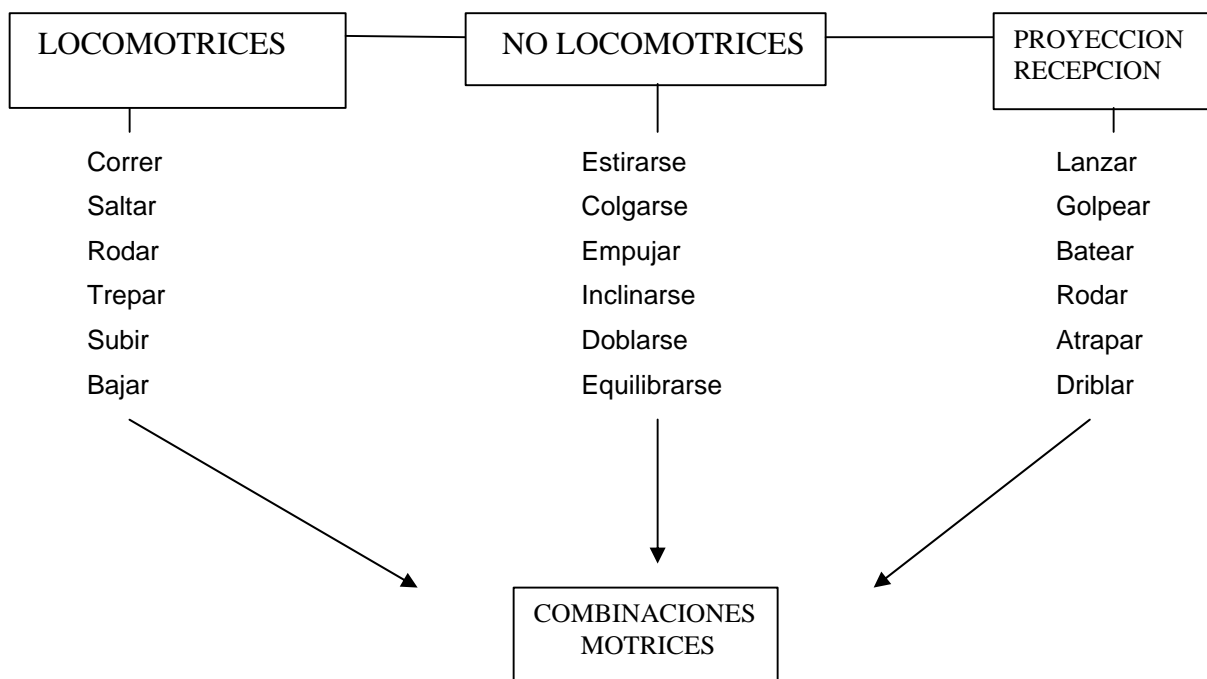 LOCOMOTRICES
NO LOCOMOTRICES
PROYECCION
RECEPCION
Correr
Saltar
Rodar
Trepar
Subir
Bajar
Estirarse
Colgarse
Empujar
Inclinarse
Doblarse
Equilibrarse
Lanzar
Golpear
Batear
Rodar
Atrapar
Driblar
COMBINACIONES
MOTRICES